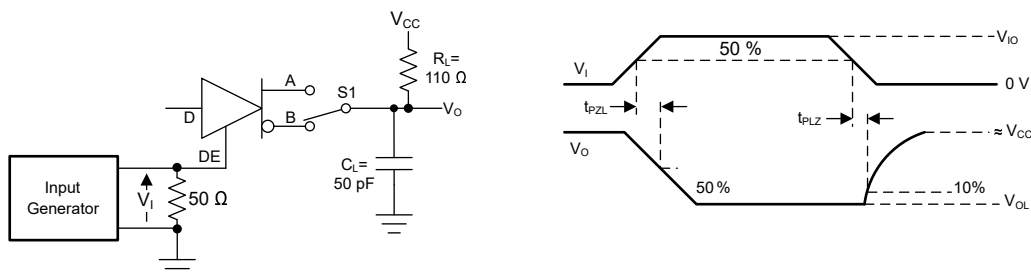 VCC
RL=
110 Ω
A
S1
D
B
VO
DE
CL=
50 pF
Input
Generator
VI
50 Ω
VIO
50 %
VI
0 V
tPZL
tPLZ
≈ VCC
VO
50 %
10%
VOL